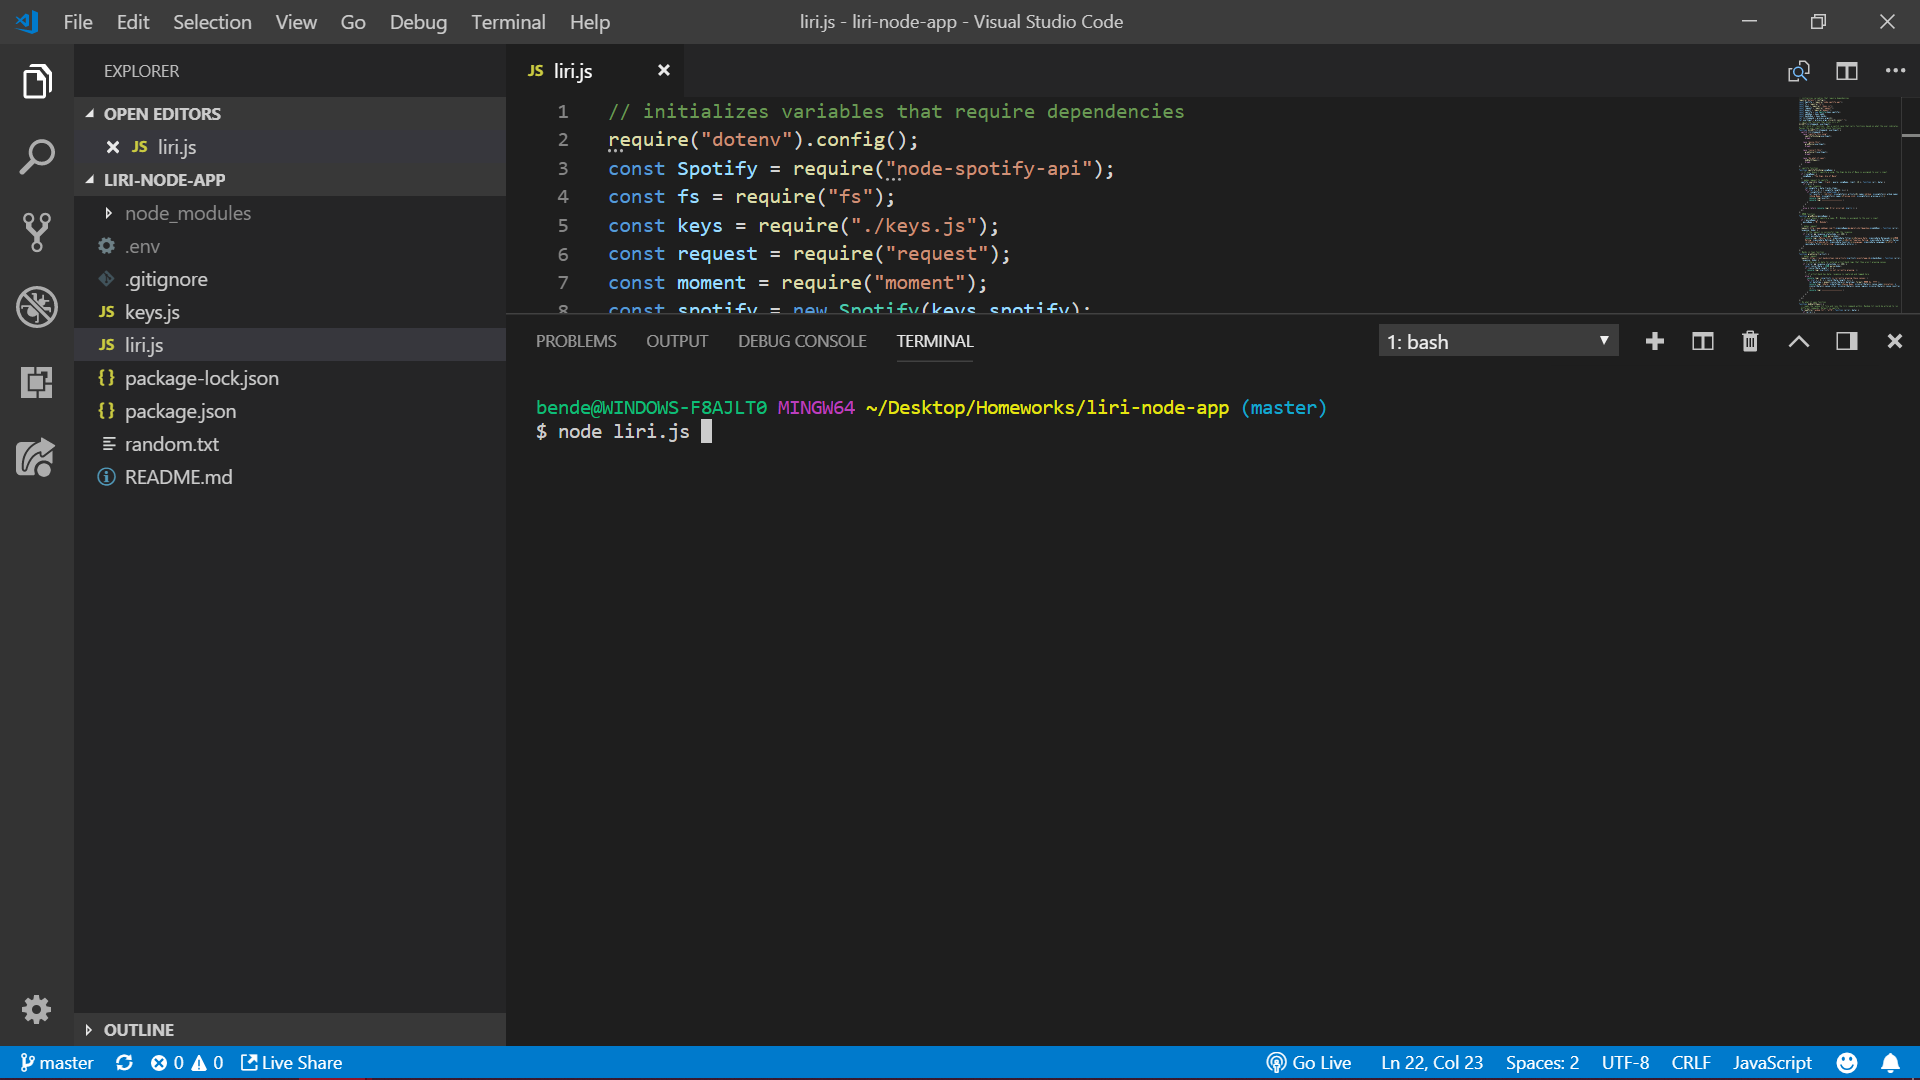 File Edit Selection View Go Debug Terminal Help
liri.js - liri-node-app - Visual Studio Code
EXPLORER
OPEN EDITORS
JS liri.js
LIRI-NODE-APP
node_modules
.env
.gitignore
JS keys.js
JS liri.js
{} package-lock.json
{} package.json
random.txt
README.md
OUTLINE
JS liri.js
1 // initializes variables that require dependencies
2 require("dotenv").config();
3 const Spotify = require("node-spotify-api");
4 const fs = require("fs");
5 const keys = require("./keys.js");
6 const request = require("request");
7 const moment = require("moment");
8 const spotify = new Spotify(keys.spotify);
PROBLEMS OUTPUT DEBUG CONSOLE TERMINAL
1: bash
bende@WINDOWS-F8AJLT0 MINGW64 ~/Desktop/Homeworks/liri-node-app (master)
$ node liri.js
master 0 0 Live Share
Go Live Ln 22, Col 23 Spaces: 2 UTF-8 CRLF JavaScript